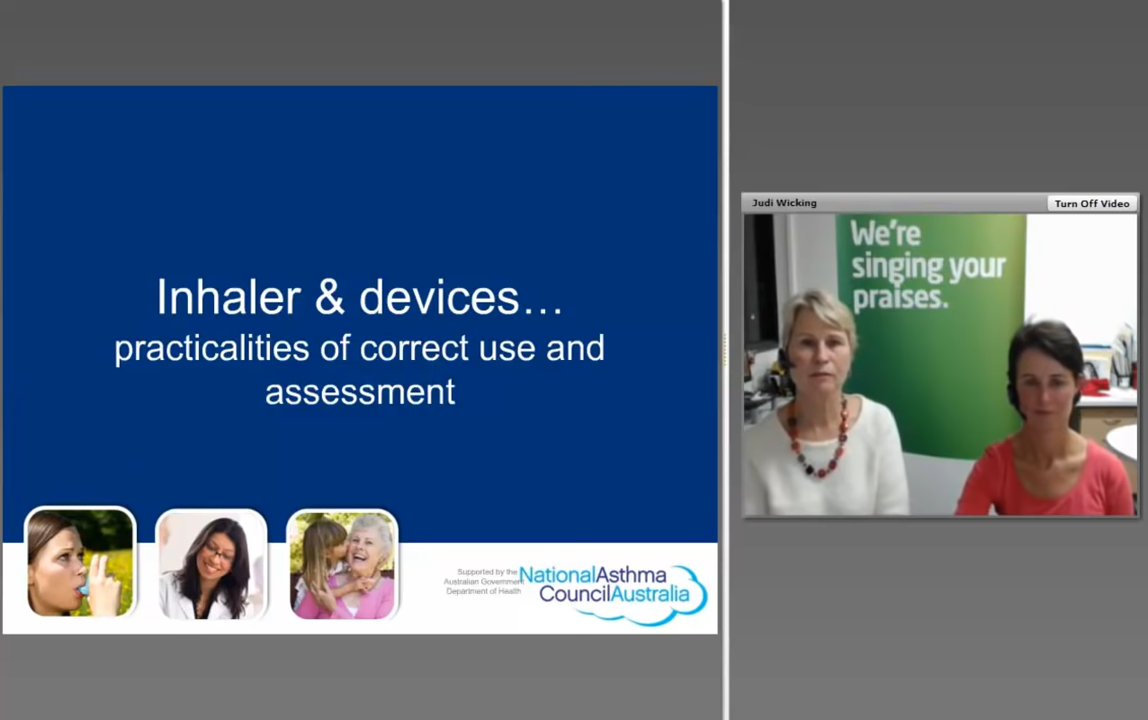 Inhaler & devices…
practicalities of correct use and
assessment
Supported by the
Australian Government
Department of Health
NationalAsthma
CouncilAustralia
Judi Wicking
Turn Off Video
We're
singing your
praises.